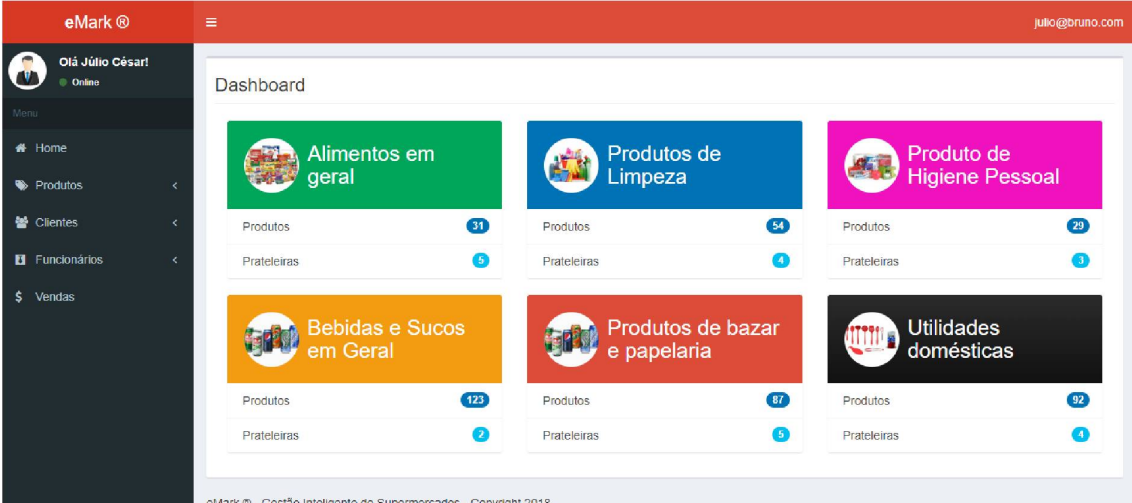 eMark ®
julio@bruno.com
Olá Júlio César!
Online
Menu
Home
Produtos
Clientes
Funcionários
Vendas
Dashboard
Alimentos em
geral
Produtos 31
Prateleiras 5
Produtos de
Limpeza
Produtos 54
Prateleiras 4
Produto de
Higiene Pessoal
Produtos 29
Prateleiras 3
Bebidas e Sucos
em Geral
Produtos 123
Prateleiras 2
Produtos de bazar
e papelaria
Produtos 87
Prateleiras 5
Utilidades
domésticas
Produtos 92
Prateleiras 4
eMark ® - Gestão Inteligente de Supermercados - Copyright 2018